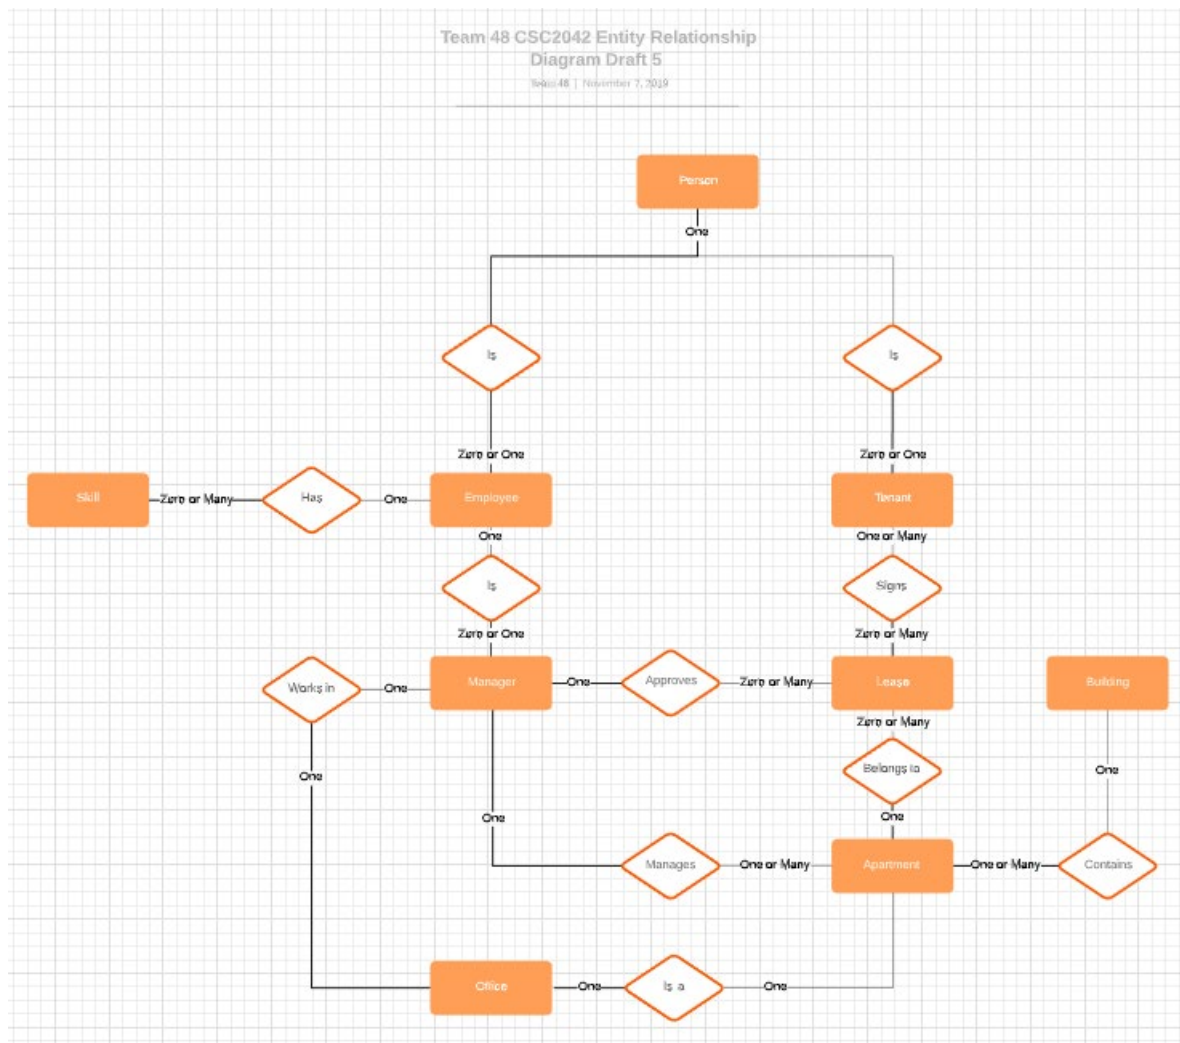 Team 48 CSC2042 Entity Relationship
Diagram Draft 5
Team 48 | November 7, 2019
Person
One
Is
Is
Zero or One
Zero or One
Skill
Zero or Many
Has
One
Employee
Tenant
One
One or Many
Is
Signs
Zero or One
Zero or Many
Works in
One
Manager
One
Approves
Zero or Many
Lease
Building
Zero or Many
One
Belongs to
One
One
One
Manages
One or Many
Apartment
One or Many
Contains
Office
One
Is a
One